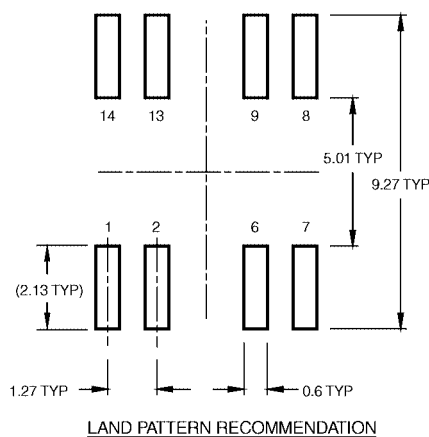 14 13 9 8
5.01 TYP
9.27 TYP
1 2 6 7
(2.13 TYP)
1.27 TYP 0.6 TYP
LAND PATTERN RECOMMENDATION